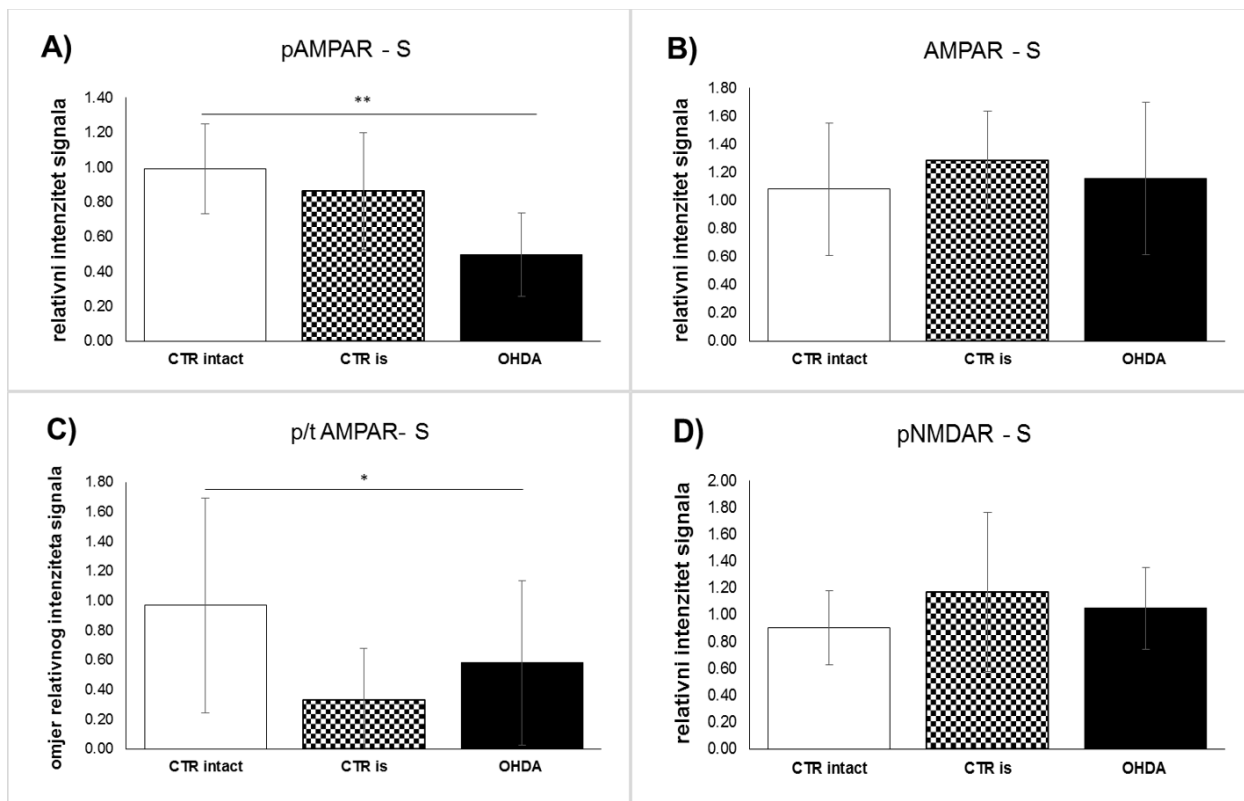 A)
pAMPAR - S
**
relativni intenzitet signala
1.40
1.20
1.00
0.80
0.60
0.40
0.20
0.00
CTR intact CTR is OHDA
B)
AMPAR - S
relativni intenzitet signala
1.80
1.60
1.40
1.20
1.00
0.80
0.60
0.40
0.20
0.00
CTR intact CTR is OHDA
C)
p/t AMPAR- S
*
omjer relativnog intenziteta signala
1.80
1.60
1.40
1.20
1.00
0.80
0.60
0.40
0.20
0.00
CTR intact CTR is OHDA
D)
pNMDAR - S
relativni intenzitet signala
2.00
1.80
1.60
1.40
1.20
1.00
0.80
0.60
0.40
0.20
0.00
CTR intact CTR is OHDA